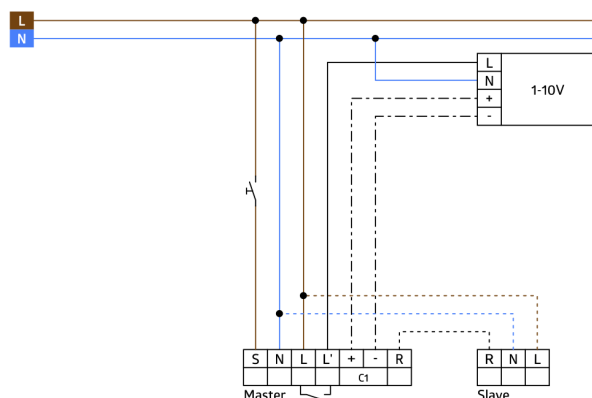 L
N
L
N
+
-
1-10V
S N L L' + - R
C1
R N L
Master
Slave